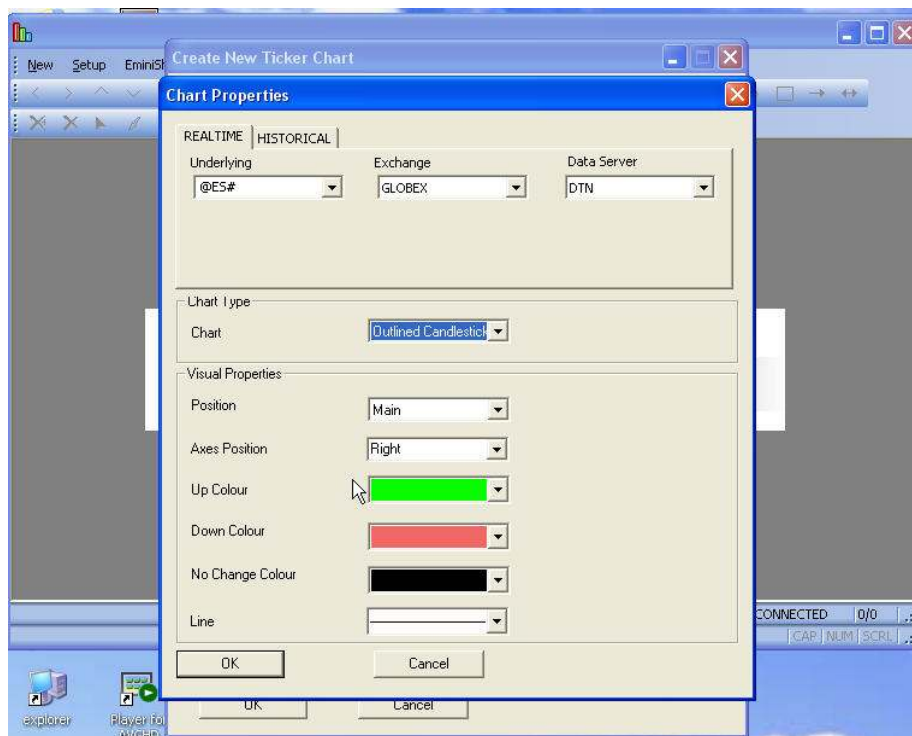 Create New Ticker Chart
New Setup EminiSh
Chart Properties
REALTIME HISTORICAL
Underlying Exchange Data Server
@ES# GLOBEX DTN
Chart Type
Chart Outlined Candlestick
Visual Properties
Position Main
Axes Position Right
Up Colour
Down Colour
No Change Colour
Line
CONNECTED 0/0
CAP NUM SCRL
OK Cancel
OK Cancel
explorer Player for
AVCHD